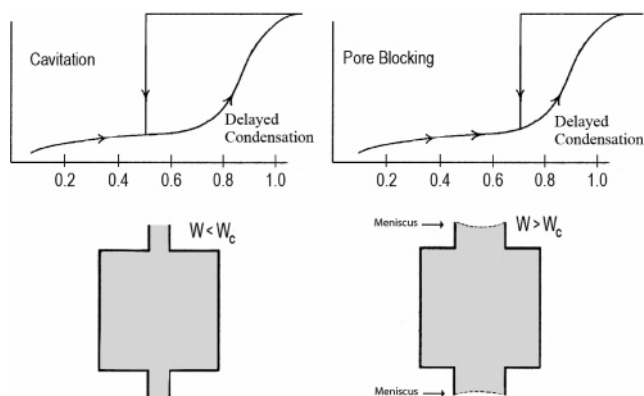 Cavitation
Delayed
Condensation
0.2 0.4 0.6 0.8 1.0
Pore Blocking
Delayed
Condensation
0.2 0.4 0.6 0.8 1.0
W < Wc
Meniscus
W > Wc
Meniscus